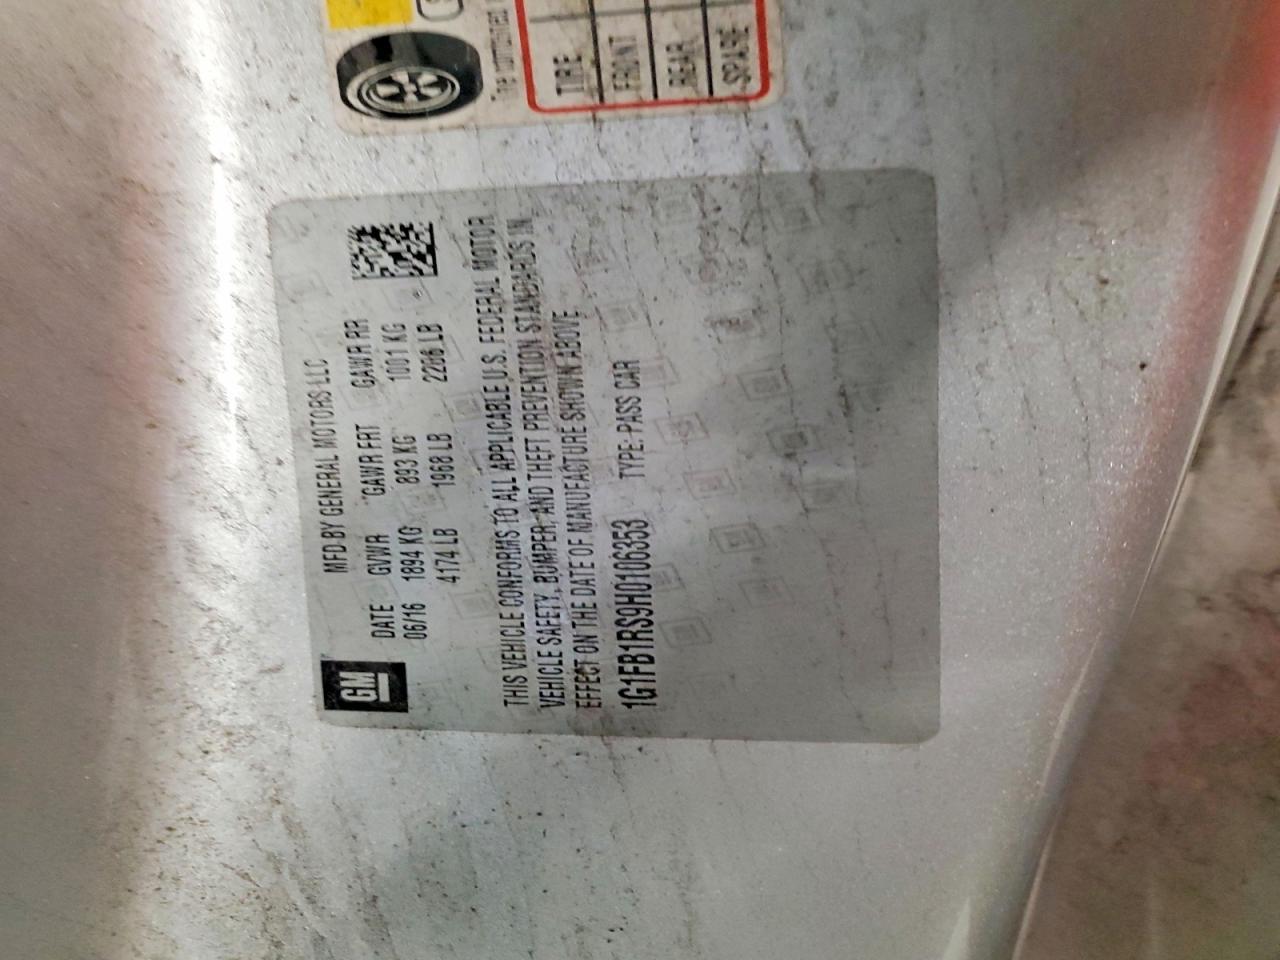 TIRE
FRONT
REAR
SPARE
GM
MFD BY GENERAL MOTORS LLC
DATE GVWR GAWR FRT GAWR RR
06/16 1894 KG 893 KG 1001 KG
4174 LB 1968 LB 2206 LB
THIS VEHICLE CONFORMS TO ALL APPLICABLE U.S. FEDERAL MOTOR
VEHICLE SAFETY, BUMPER, AND THEFT PREVENTION STANDARDS IN
EFFECT ON THE DATE OF MANUFACTURE SHOWN ABOVE
1G1FB1RS9H0106353 TYPE: PASS CAR